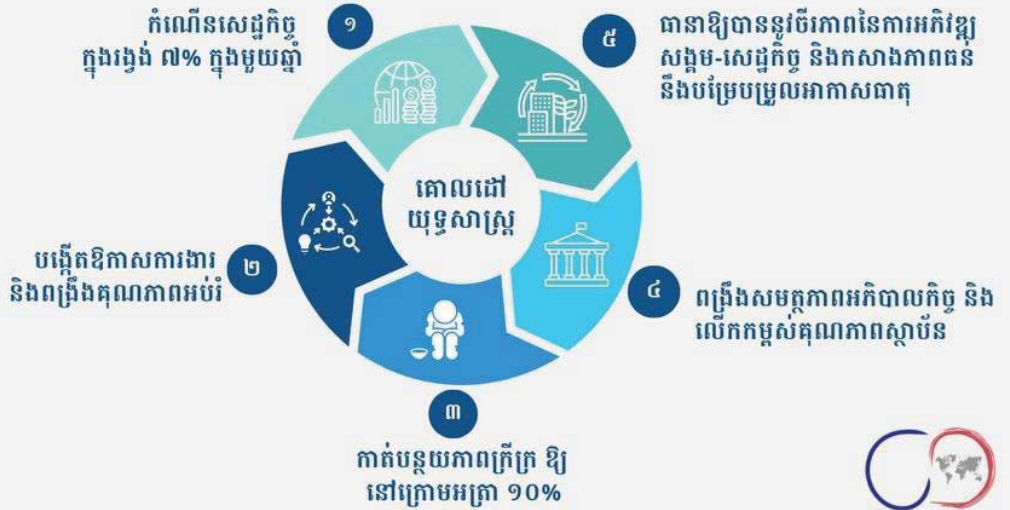 ១
កំណើនសេដ្ឋកិច្ច
ក្នុងរង្វង់ ៧% ក្នុងមួយឆ្នាំ
២
បង្កើតឱកាសការងារ
និងពង្រឹងគុណភាពអប់រំ
៣
កាត់បន្ថយភាពក្រីក្រ ឱ្យ
នៅក្រោមអត្រា ១០%
៤
ពង្រឹងសមត្ថភាពអភិបាលកិច្ច និង
លើកកម្ពស់គុណភាពស្ថាប័ន
៥
ធានាឱ្យបាននូវចីរភាពនៃការអភិវឌ្ឍ
សង្គម-សេដ្ឋកិច្ច និងកសាងភាពធន់
នឹងបម្រែបម្រួលអាកាសធាតុ
គោលដៅ
យុទ្ធសាស្ត្រ